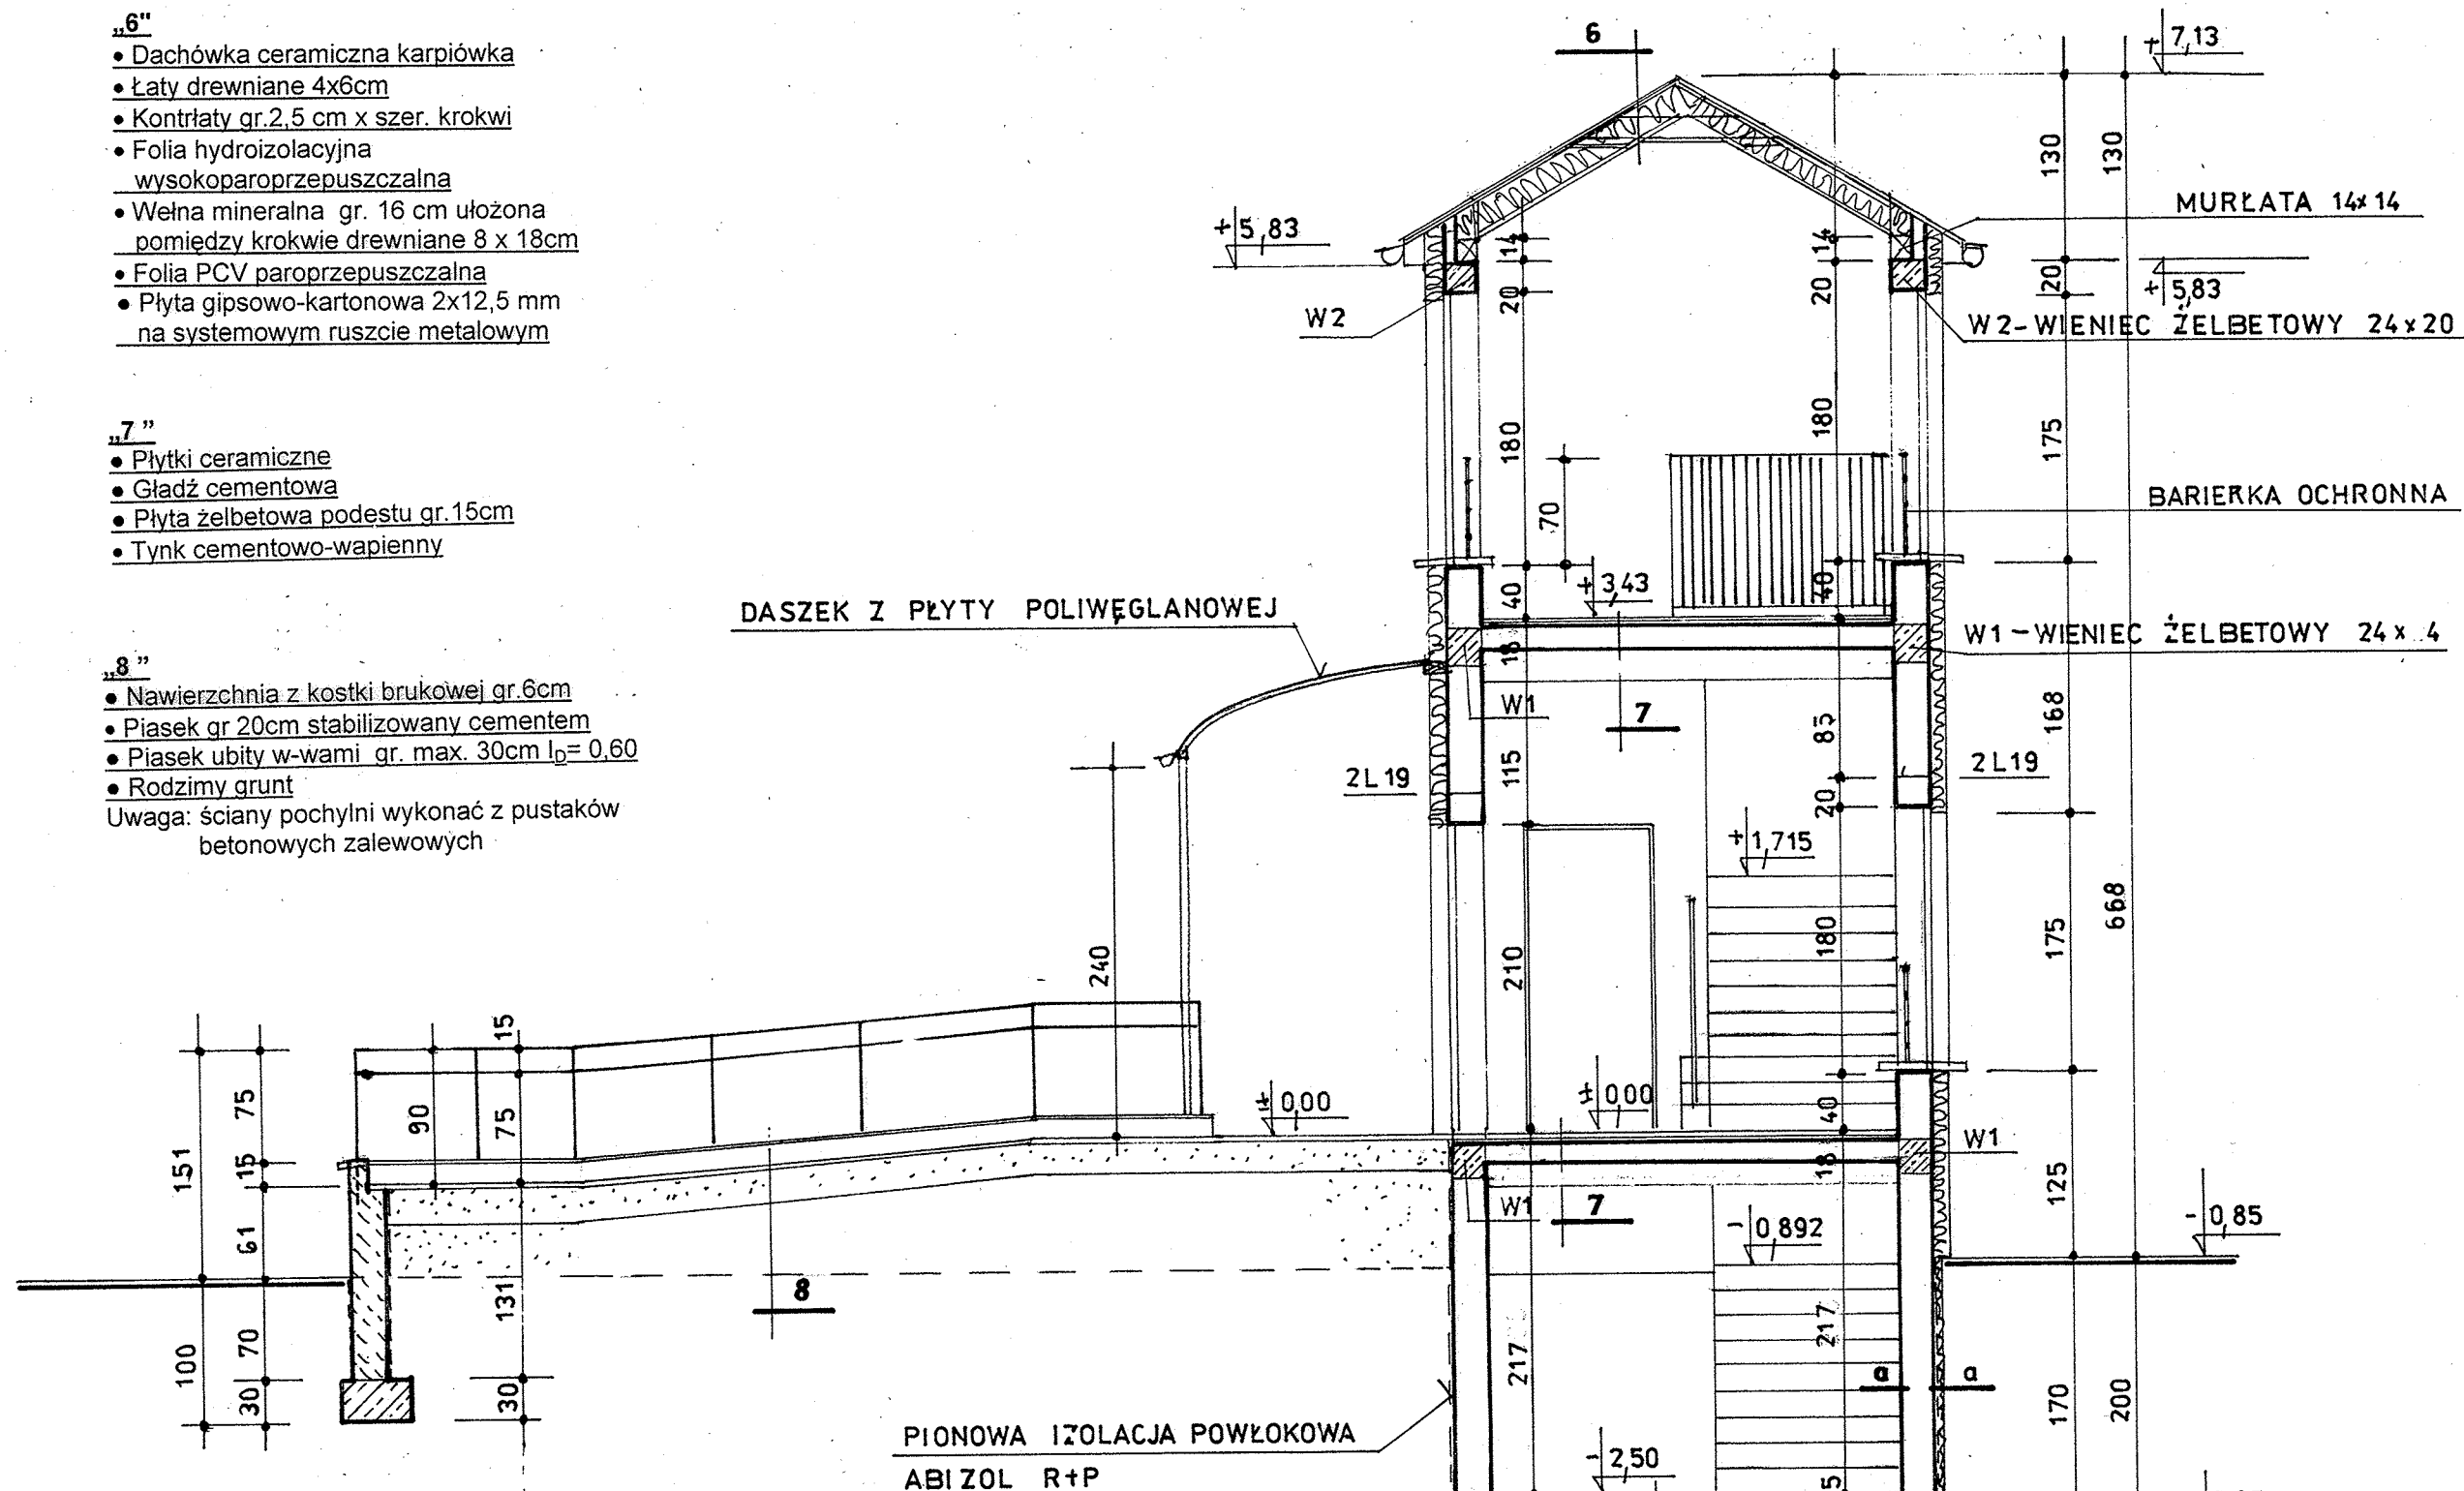 „6"
• Dachówka ceramiczna karpiówka
• Łaty drewniane 4x6cm
• Kontrłaty gr.2,5 cm x szer. krokwi
• Folia hydroizolacyjna
wysokoparoprzepuszczalna
• Wełna mineralna gr. 16 cm ułożona
pomiędzy krokwie drewniane 8 x 18cm
• Folia PCV paroprzepuszczalna
• Płyta gipsowo-kartonowa 2x12,5 mm
na systemowym ruszcie metalowym
„7 ”
• Płytki ceramiczne
• Gładź cementowa
• Płyta żelbetowa podestu gr.15cm
• Tynk cementowo-wapienny
„8 ”
• Nawierzchnia z kostki brukowej gr.6cm
• Piasek gr 20cm stabilizowany cementem
• Piasek ubity w-wami gr. max. 30cm ID= 0,60
• Rodzimy grunt
Uwaga: ściany pochylni wykonać z pustaków
betonowych zalewowych
6
+7,13
130
130
MURŁATA 14x14
+5,83
14
14
20
20
20
+5,83
W2
W2-WIENIEC ŻELBETOWY 24x20
180
180
175
70
BARIERKA OCHRONNA
+3,43
40
40
DASZEK Z PŁYTY POLIWĘGLANOWEJ
W1-WIENIEC ŻELBETOWY 24x 4
18
W1
7
85
168
115
2L19
2L19
20
+1,715
668
240
210
180
175
15
75
90
75
±0,00
±0,00
40
151
15
W1
18
125
61
W1
7
-0,892
-0,85
8
131
217
217
100
70
30
30
a
a
170
200
PIONOWA IZOLACJA POWŁOKOWA
ABIZOL R+P
-2,50
5